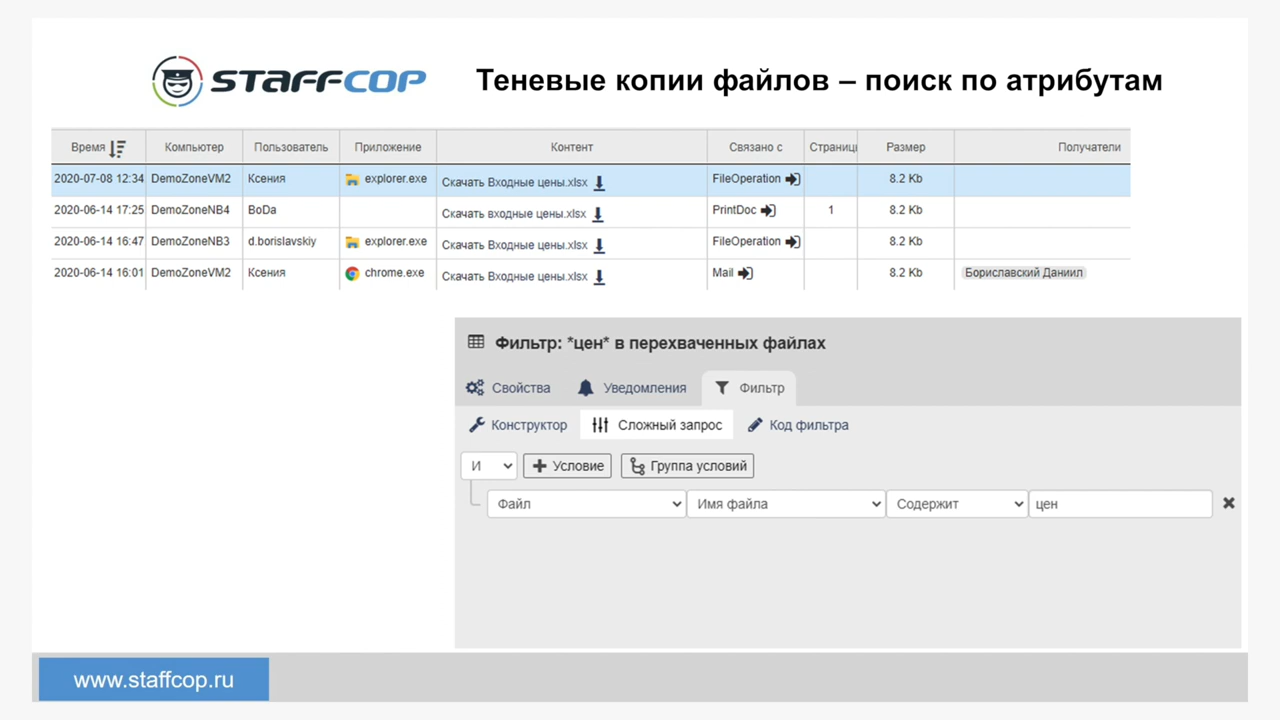 STAFFCOP
Теневые копии файлов – поиск по атрибутам
Время Компьютер Пользователь Приложение Контент Связано с Страницы Размер Получатели
2020-07-08 12:34 DemoZoneVM2 Ксения explorer.exe Скачать Входные цены.xlsx FileOperation 8.2 Kb
2020-06-14 17:25 DemoZoneNB4 BoDa Скачать входные цены.xlsx PrintDoc 1 8.2 Kb
2020-06-14 16:47 DemoZoneNB3 d.borislavskiy explorer.exe Скачать Входные цены.xlsx FileOperation 8.2 Kb
2020-06-14 16:01 DemoZoneVM2 Ксения chrome.exe Скачать Входные цены.xlsx Mail 8.2 Kb Бориславский Даниил
Фильтр: *цен* в перехваченных файлах
Свойства Уведомления Фильтр
Конструктор Сложный запрос Код фильтра
И Условие Группа условий
Файл Имя файла Содержит цен
www.staffcop.ru